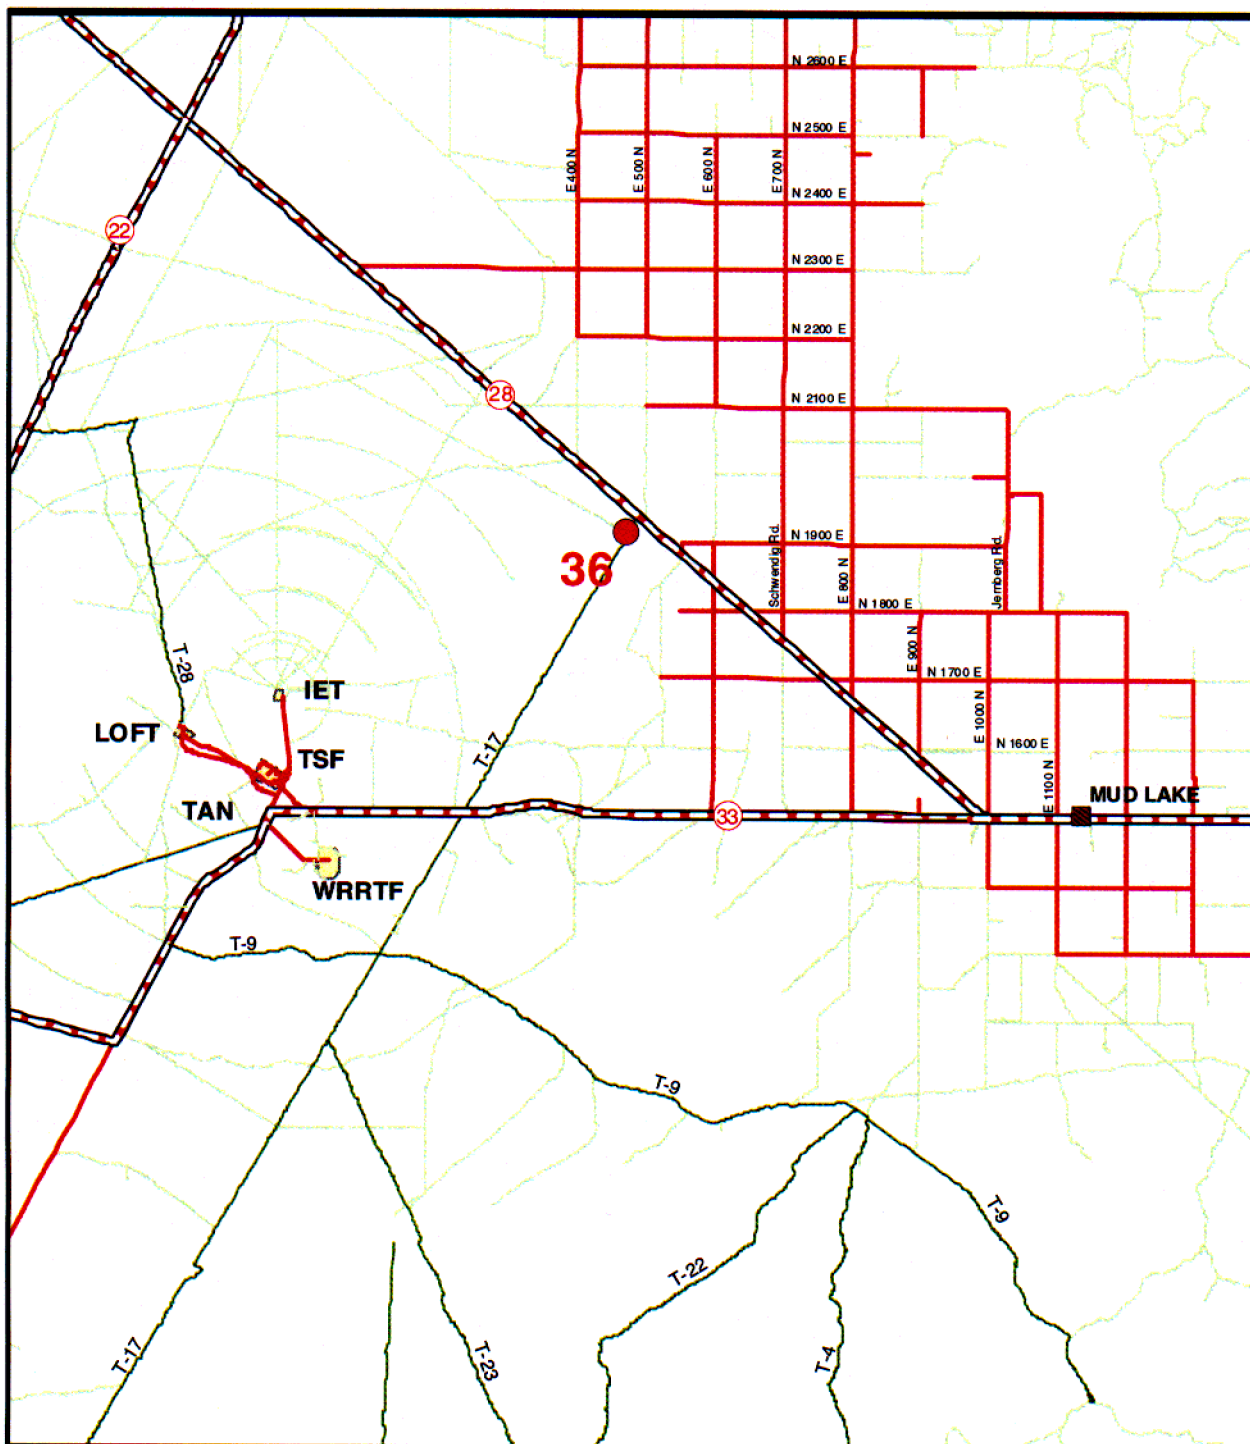 N 2600 E
N 2500 E
E 400 N
E 500 N
E 600 N
E 700 N
N 2400 E
22
N 2300 E
N 2200 E
28
N 2100 E
36
N 1900 E
Schwendig Rd.
E 800 N
Jernberg Rd.
N 1800 E
E 900 N
N 1700 E
T-28
IET
E 1000 N
LOFT
T-17
N 1600 E
TSF
E 1100 N
MUD LAKE
TAN
33
WRRTF
T-9
T-9
T-9
T-22
T-17
T-23
T-4